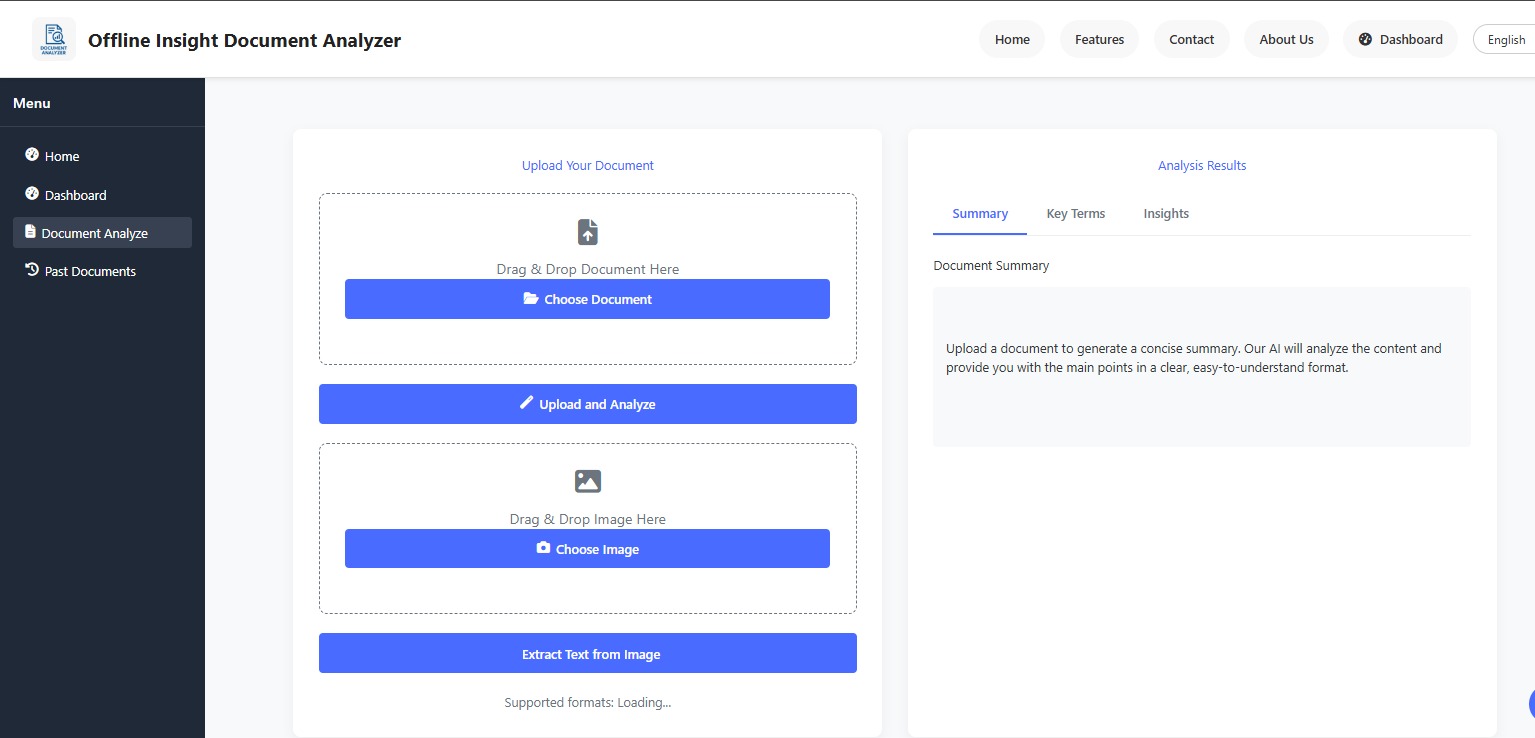 DOCUMENT
ANALYZER
Offline Insight Document Analyzer
Home
Features
Contact
About Us
Dashboard
English
Menu
Home
Dashboard
Document Analyze
Past Documents
Upload Your Document
Drag & Drop Document Here
Choose Document
Upload and Analyze
Drag & Drop Image Here
Choose Image
Extract Text from Image
Supported formats: Loading...
Analysis Results
Summary
Key Terms
Insights
Document Summary
Upload a document to generate a concise summary. Our AI will analyze the content and
provide you with the main points in a clear, easy-to-understand format.